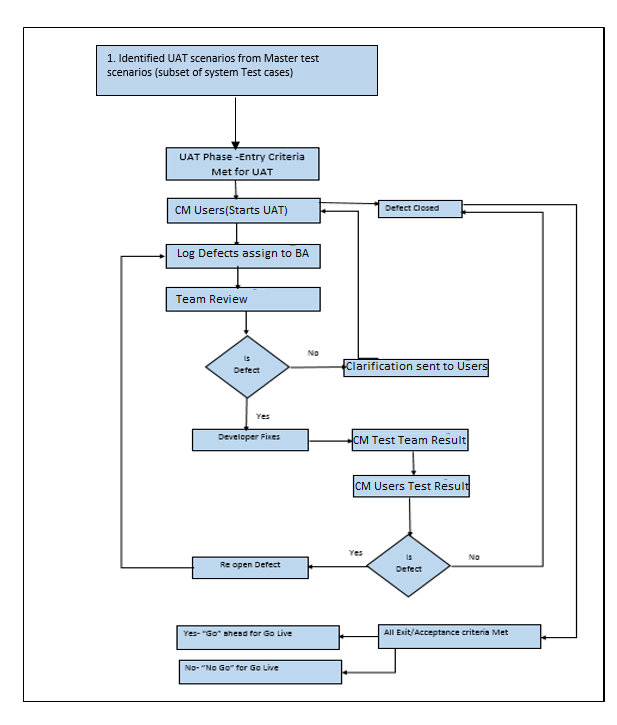 1. Identified UAT scenarios from Master test
scenarios (subset of system Test cases)
UAT Phase -Entry Criteria
Met for UAT
CM Users(Starts UAT)
Defect Closed
Log Defects assign to BA
Team Review
Is
Defect
No
Clarification sent to Users
Yes
Developer Fixes
CM Test Team Result
CM Users Test Result
Is
Defect
Yes
No
Re open Defect
All Exit/Acceptance criteria Met
Yes- "Go" ahead for Go Live
No- "No Go" for Go Live